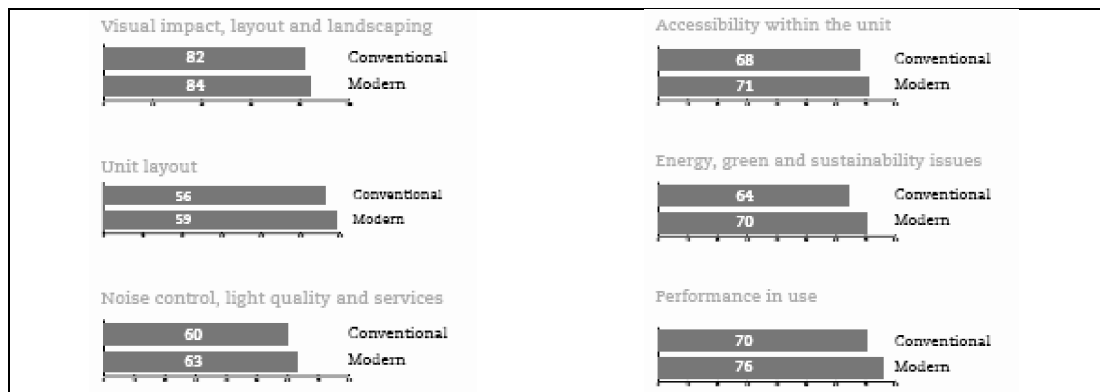 Visual impact, layout and landscaping
82 Conventional
84 Modern
Unit layout
56 Conventional
59 Modern
Noise control, light quality and services
60 Conventional
63 Modern
Accessibility within the unit
68 Conventional
71 Modern
Energy, green and sustainability issues
64 Conventional
70 Modern
Performance in use
70 Conventional
76 Modern